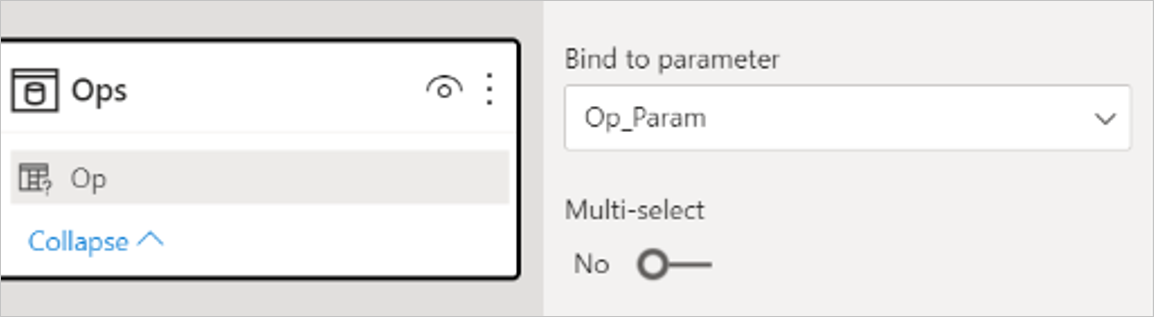 Ops
Op
Collapse
Bind to parameter
Op_Param
Multi-select
No